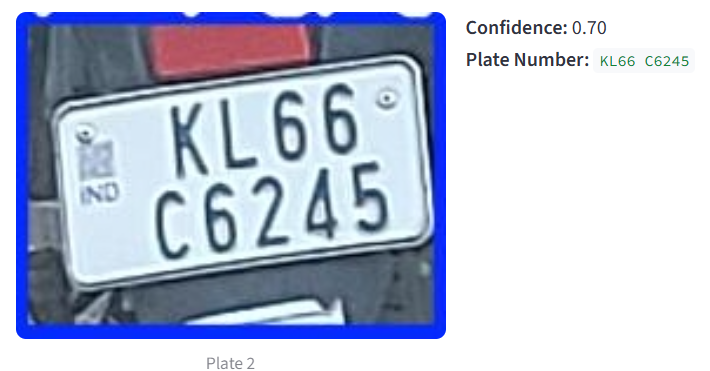 KL66
IND
C6245
Plate 2
Confidence: 0.70
Plate Number: KL66 C6245